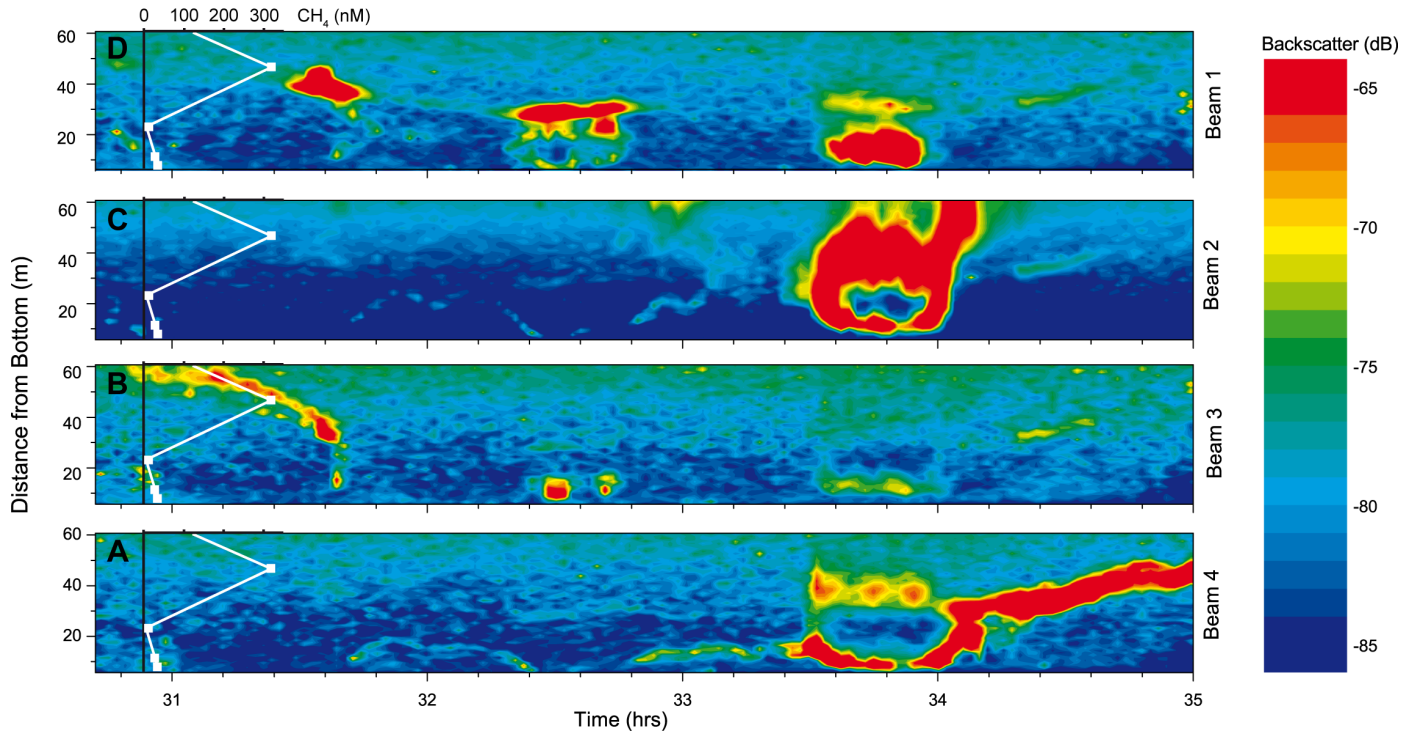 0 100 200 300 CH4 (nM)
D
60
40
20
Beam 1
C
60
40
20
Beam 2
B
60
40
20
Beam 3
A
60
40
20
Beam 4
31 32 33 34 35
Time (hrs)
Distance from Bottom (m)
Backscatter (dB)
-65
-70
-75
-80
-85